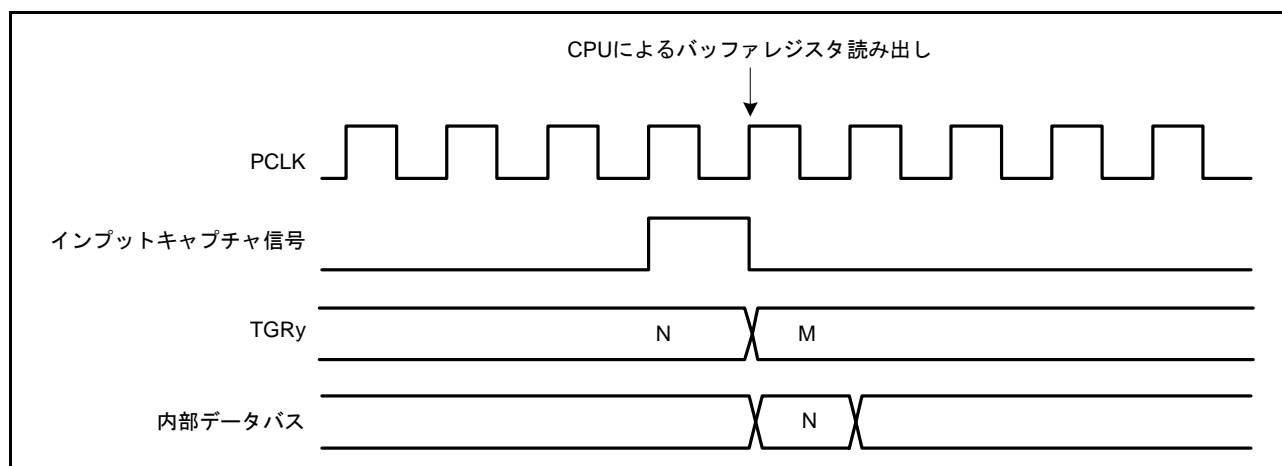 CPUによるバッファレジスタ読み出し
PCLK
インプットキャプチャ信号
TGRy
N
M
内部データバス
N